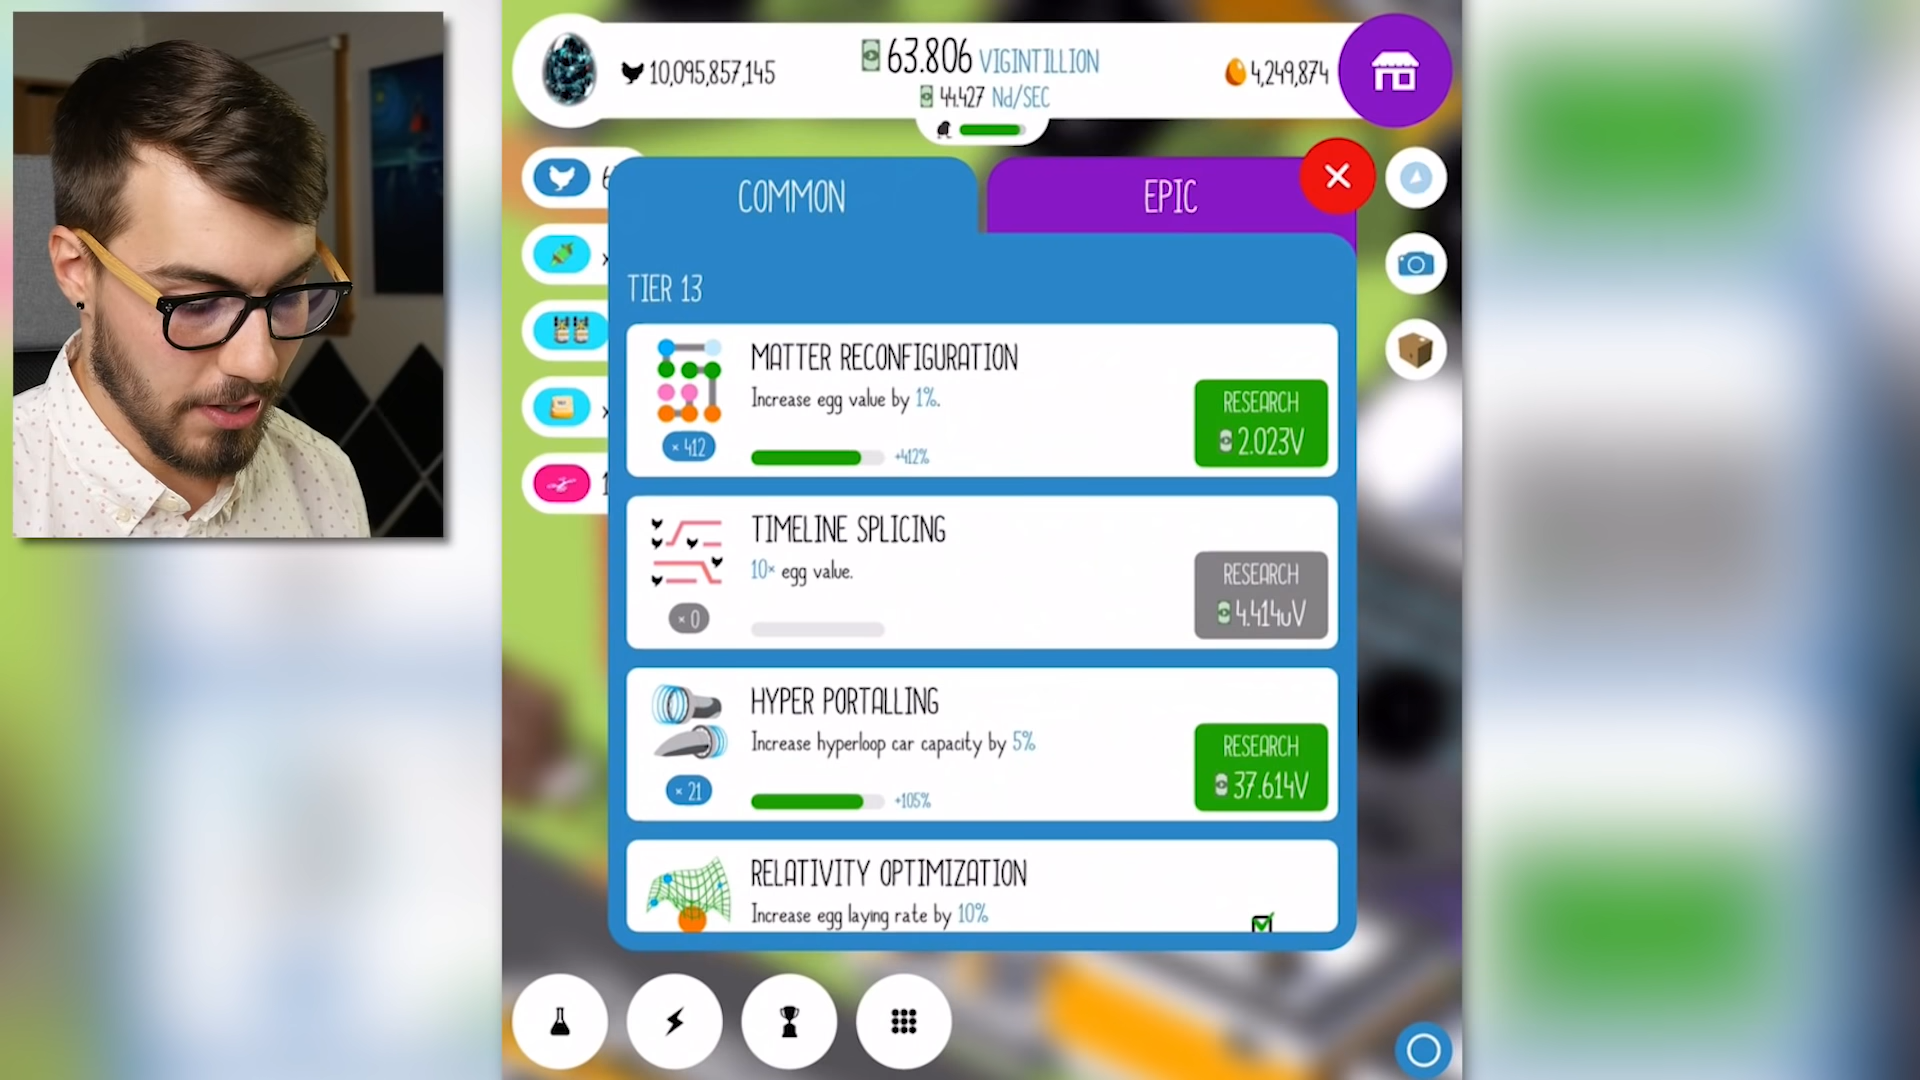 10,095,857,145
63.806 VIGINTILLION
44.427 Nd/SEC
4,249,874
COMMON
EPIC
TIER 13
MATTER RECONFIGURATION
Increase egg value by 1%.
× 412
+412%
RESEARCH
2.023V
TIMELINE SPLICING
10× egg value.
× 0
RESEARCH
4.414uV
HYPER PORTALLING
Increase hyperloop car capacity by 5%
× 21
+105%
RESEARCH
37.614V
RELATIVITY OPTIMIZATION
Increase egg laying rate by 10%